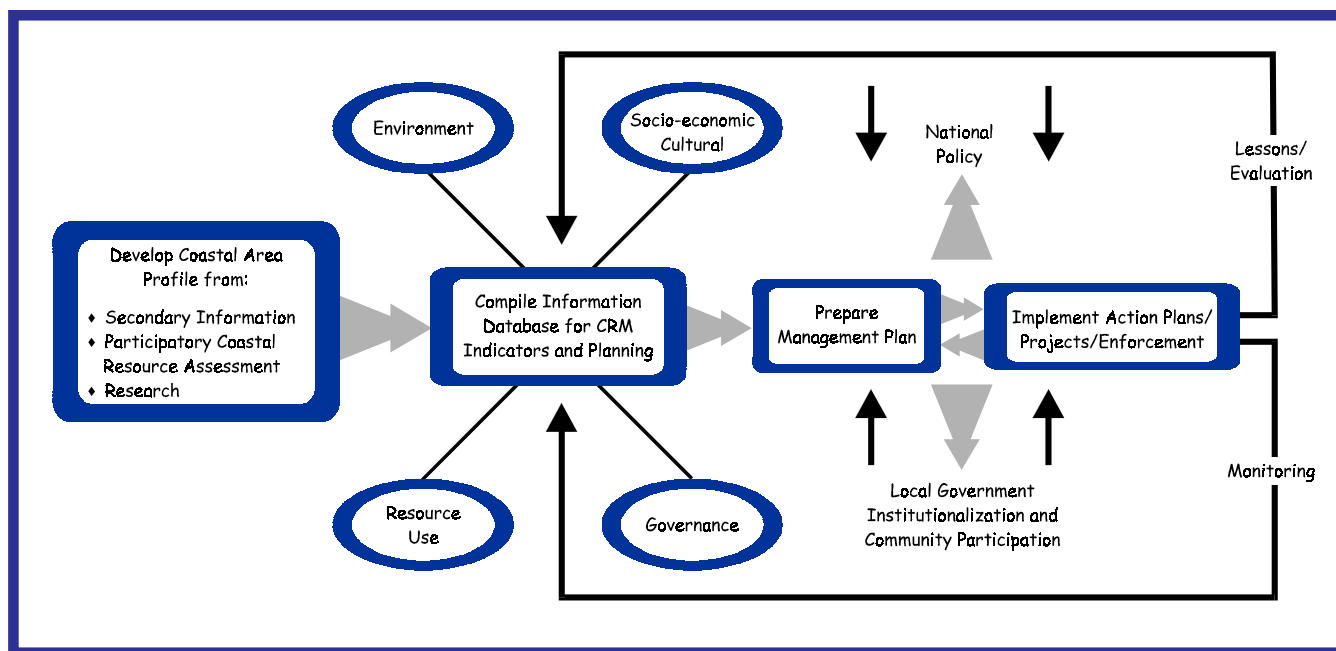 Environment
Socio-economic
Cultural
National
Policy
Lessons/
Evaluation
Develop Coastal Area
Profile from:
♦ Secondary Information
♦ Participatory Coastal
Resource Assessment
♦ Research
Compile Information
Database for CRM
Indicators and Planning
Prepare
Management Plan
Implement Action Plans/
Projects/Enforcement
Resource
Use
Governance
Local Government
Institutionalization and
Community Participation
Monitoring